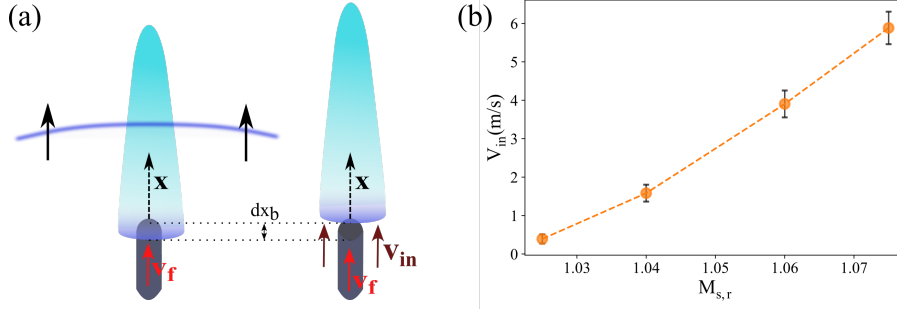 (a)
x
dx_b
v_f
x
v_in
v_f
(b)
V_in(m/s)
6
5
4
3
2
1
0
1.03 1.04 1.05 1.06 1.07
M_s,r